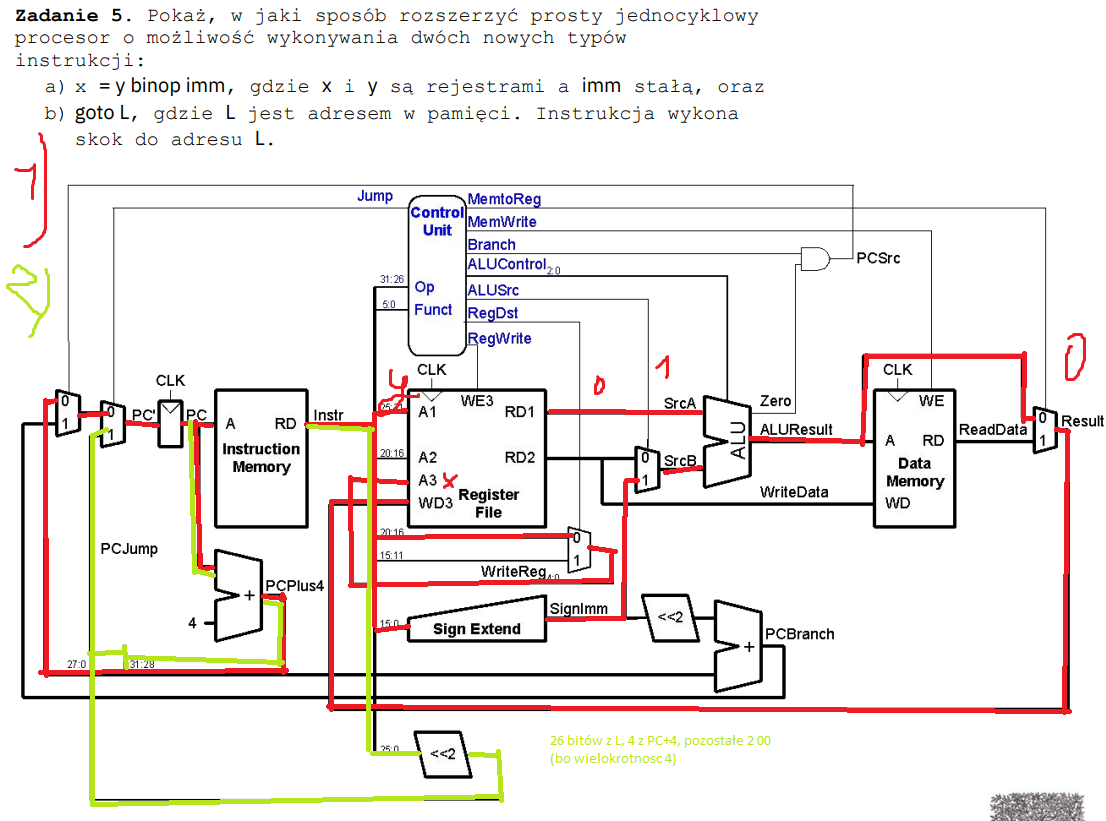 Zadanie 5. Pokaż, w jaki sposób rozszerzyć prosty jednocyklowy
procesor o możliwość wykonywania dwóch nowych typów
instrukcji:
a) x = y binop imm, gdzie x i y są rejestrami a imm stałą, oraz
b) goto L, gdzie L jest adresem w pamięci. Instrukcja wykona
skok do adresu L.
1)
2)
Jump
MemtoReg
Control
Unit
MemWrite
Branch
ALUControl2:0
PCSrc
31:26
Op
ALUSrc
5:0
Funct
RegDst
RegWrite
0
1
0
CLK
CLK
CLK
y
0
1
0
1
PC'
PC
A
RD
Instr
25:21
A1
WE3
RD1
SrcA
Zero
WE
0
1
Result
Instruction
Memory
20:16
A2
RD2
0
1
SrcB
ALU
ALUResult
A
RD
ReadData
A3
x
WD3
Register
File
Data
Memory
WriteData
WD
20:16
0
15:11
1
PCJump
WriteReg4:0
PCPlus4
+
4
SignImm
15:0
Sign Extend
<<2
PCBranch
+
27:0
31:28
25:0
<<2
26 bitów z L, 4 z PC+4, pozostałe 2 00
(bo wielokrotnosc 4)